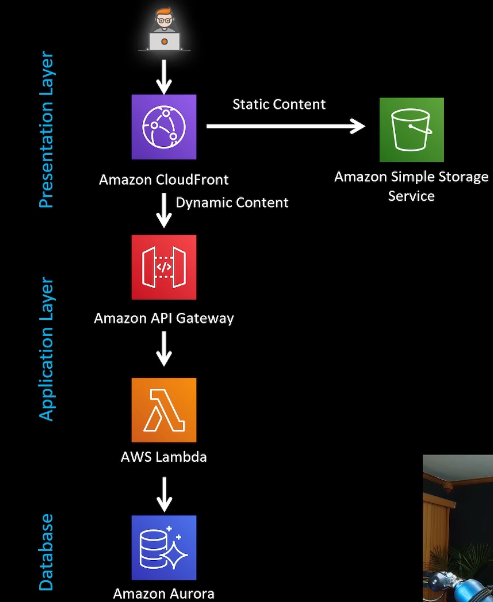 Presentation Layer
Static Content
Amazon CloudFront
Amazon Simple Storage
Service
Dynamic Content
Amazon API Gateway
Application Layer
AWS Lambda
Database
Amazon Aurora